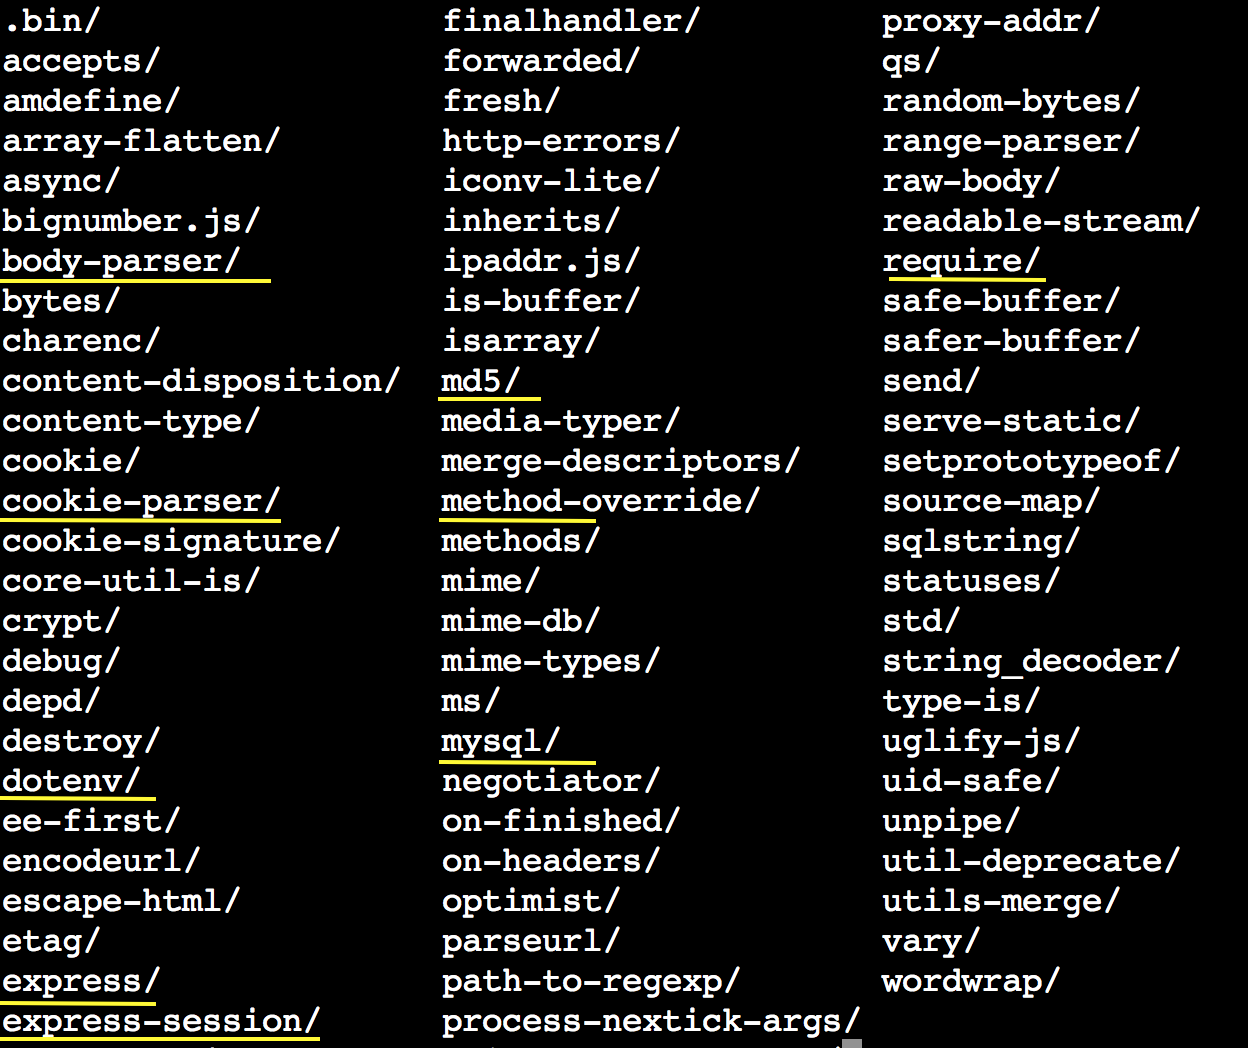 .bin/ finalhandler/ proxy-addr/
accepts/ forwarded/ qs/
amdefine/ fresh/ random-bytes/
array-flatten/ http-errors/ range-parser/
async/ iconv-lite/ raw-body/
bignumber.js/ inherits/ readable-stream/
body-parser/ ipaddr.js/ require/
bytes/ is-buffer/ safe-buffer/
charenc/ isarray/ safer-buffer/
content-disposition/ md5/ send/
content-type/ media-typer/ serve-static/
cookie/ merge-descriptors/ setprototypeof/
cookie-parser/ method-override/ source-map/
cookie-signature/ methods/ sqlstring/
core-util-is/ mime/ statuses/
crypt/ mime-db/ std/
debug/ mime-types/ string_decoder/
depd/ ms/ type-is/
destroy/ mysql/ uglify-js/
dotenv/ negotiator/ uid-safe/
ee-first/ on-finished/ unpipe/
encodeurl/ on-headers/ util-deprecate/
escape-html/ optimist/ utils-merge/
etag/ parseurl/ vary/
express/ path-to-regexp/ wordwrap/
express-session/ process-nextick-args/